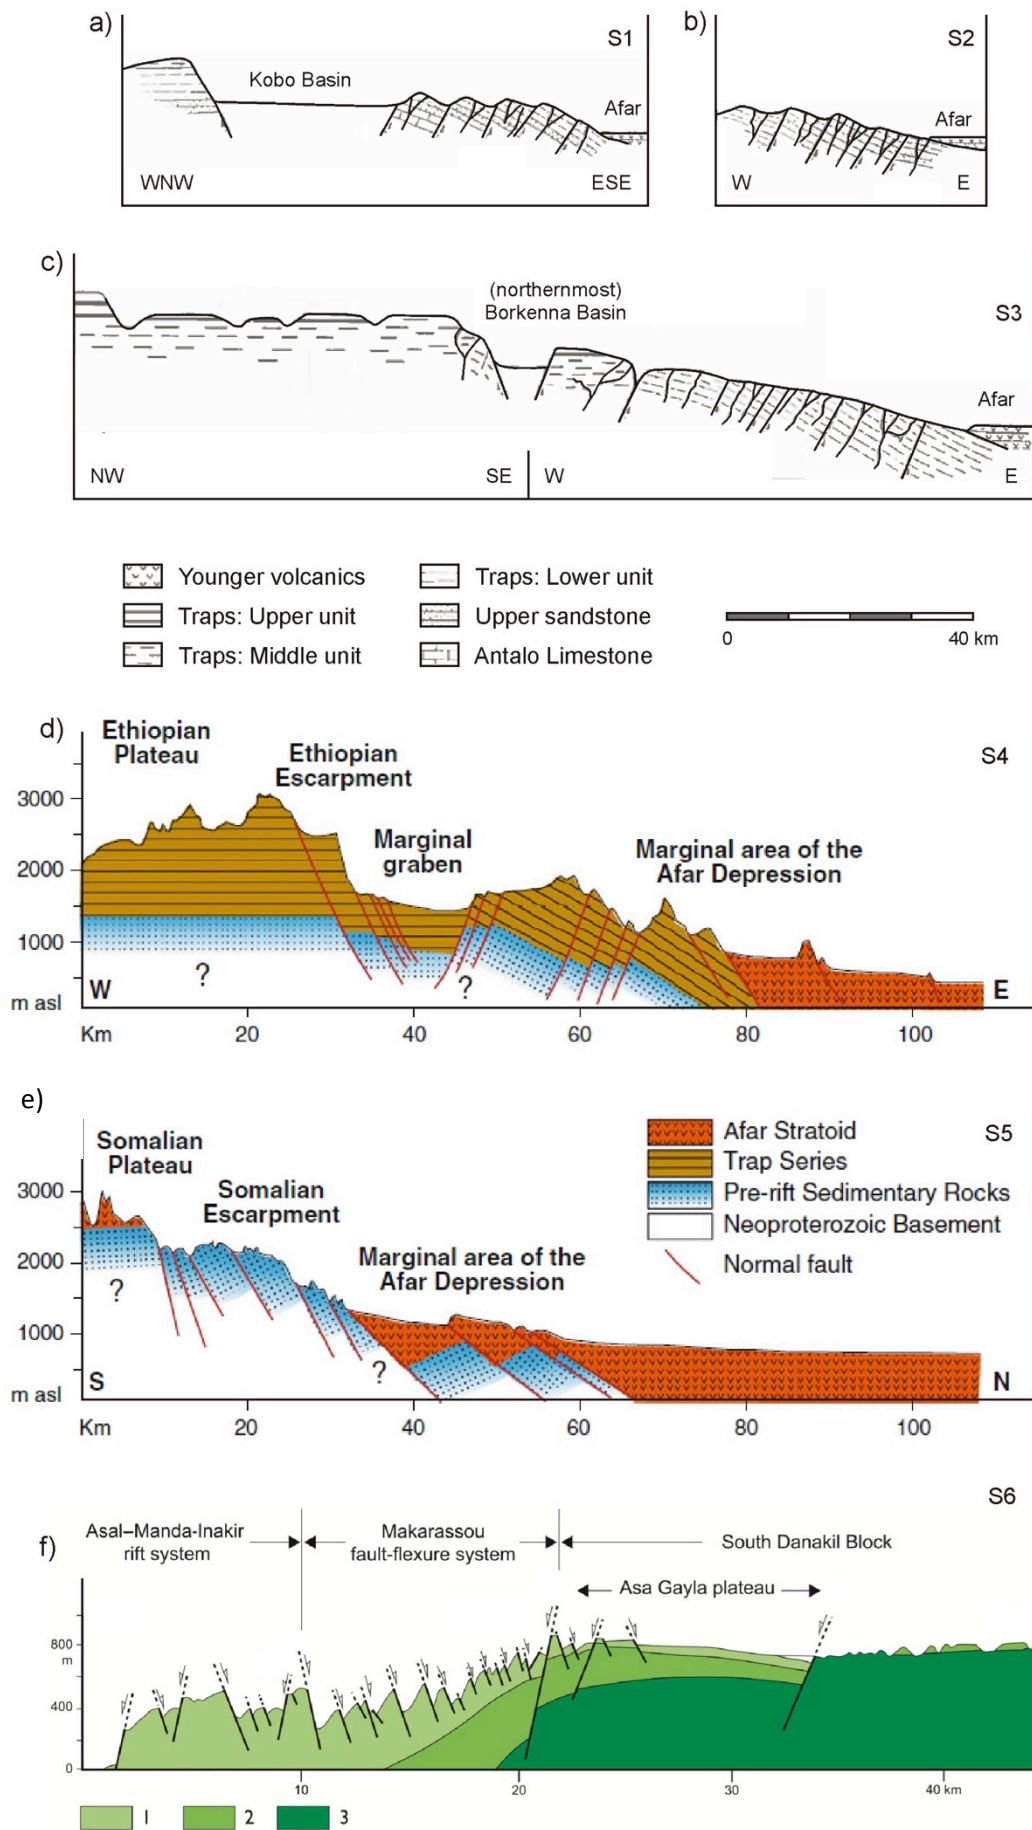 a)
S1
Kobo Basin
Afar
WNW
ESE
b)
S2
Afar
W
E
c)
(northernmost)
Borkenna Basin
S3
Afar
NW
SE
W
E
Younger volcanics
Traps: Lower unit
Traps: Upper unit
Upper sandstone
Traps: Middle unit
Antalo Limestone
0
40 km
d)
Ethiopian
Plateau
Ethiopian
Escarpment
S4
3000
Marginal
graben
Marginal area of the
Afar Depression
2000
1000
?
?
m asl
W
E
Km
20
40
60
80
100
e)
Somalian
Plateau
Afar Stratoid
S5
Trap Series
3000
Somalian
Escarpment
Pre-rift Sedimentary Rocks
Neoproterozoic Basement
2000
Marginal area of the
Afar Depression
Normal fault
?
1000
?
m asl
S
N
Km
20
40
60
80
100
S6
f)
Asal–Manda-Inakir
rift system
Makarassou
fault-flexure system
South Danakil Block
Asa Gayla plateau
800
m
400
0
10
20
30
40 km
1
2
3